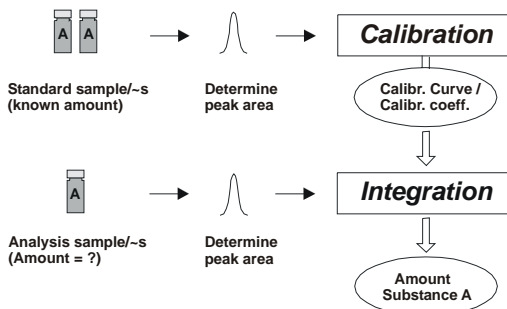 A A
Calibration
Standard sample/~s
(known amount)
Determine
peak area
Calibr. Curve /
Calibr. coeff.
A
Integration
Analysis sample/~s
(Amount = ?)
Determine
peak area
Amount
Substance A